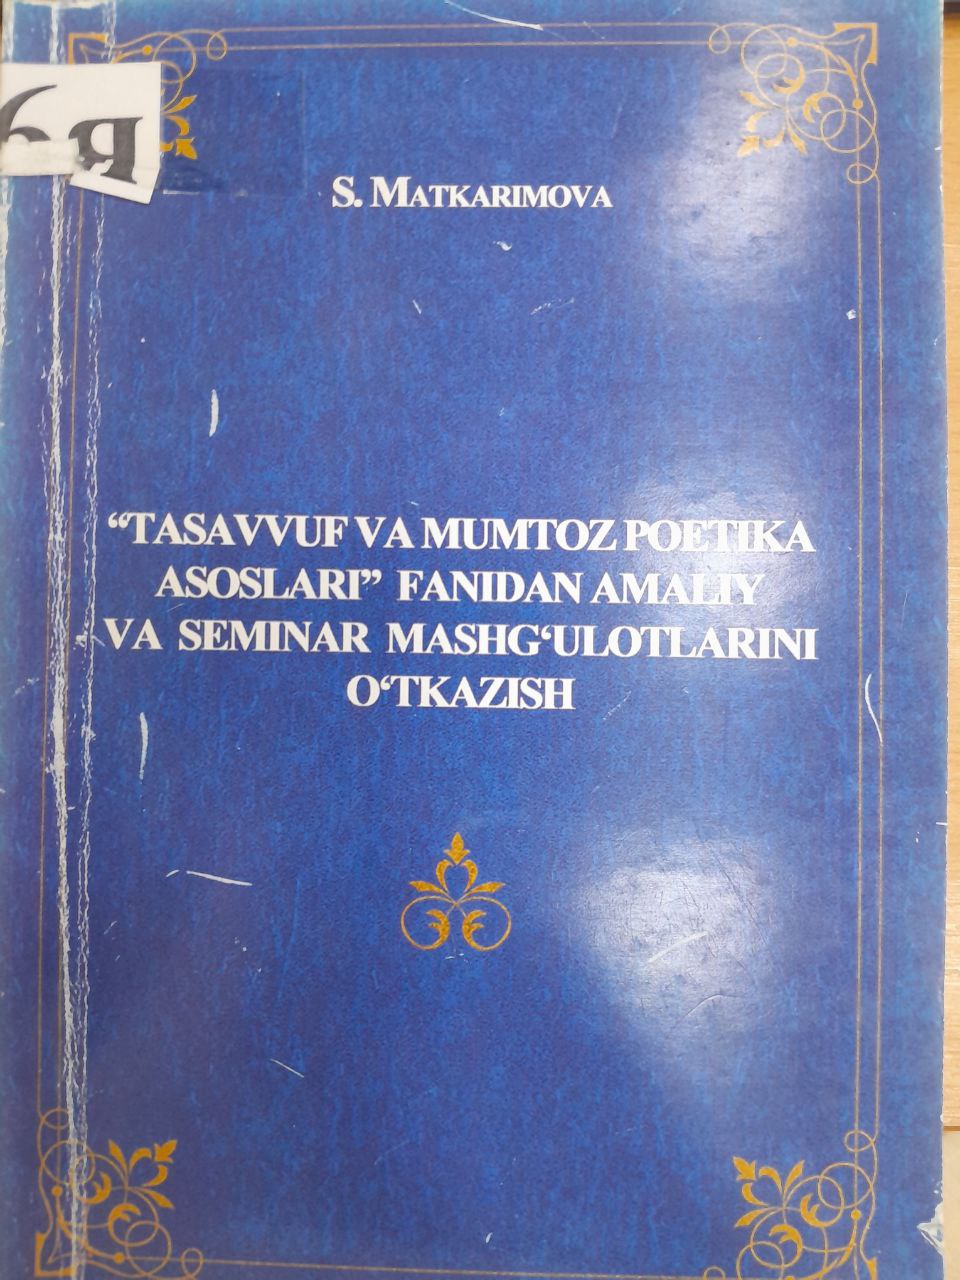 6я
S. MATKARIMOVA
“TASAVVUF VA MUMTOZ POETIKA
ASOSLARI” FANIDAN AMALIY
VA SEMINAR MASHG‘ULOTLARINI
O‘TKAZISH